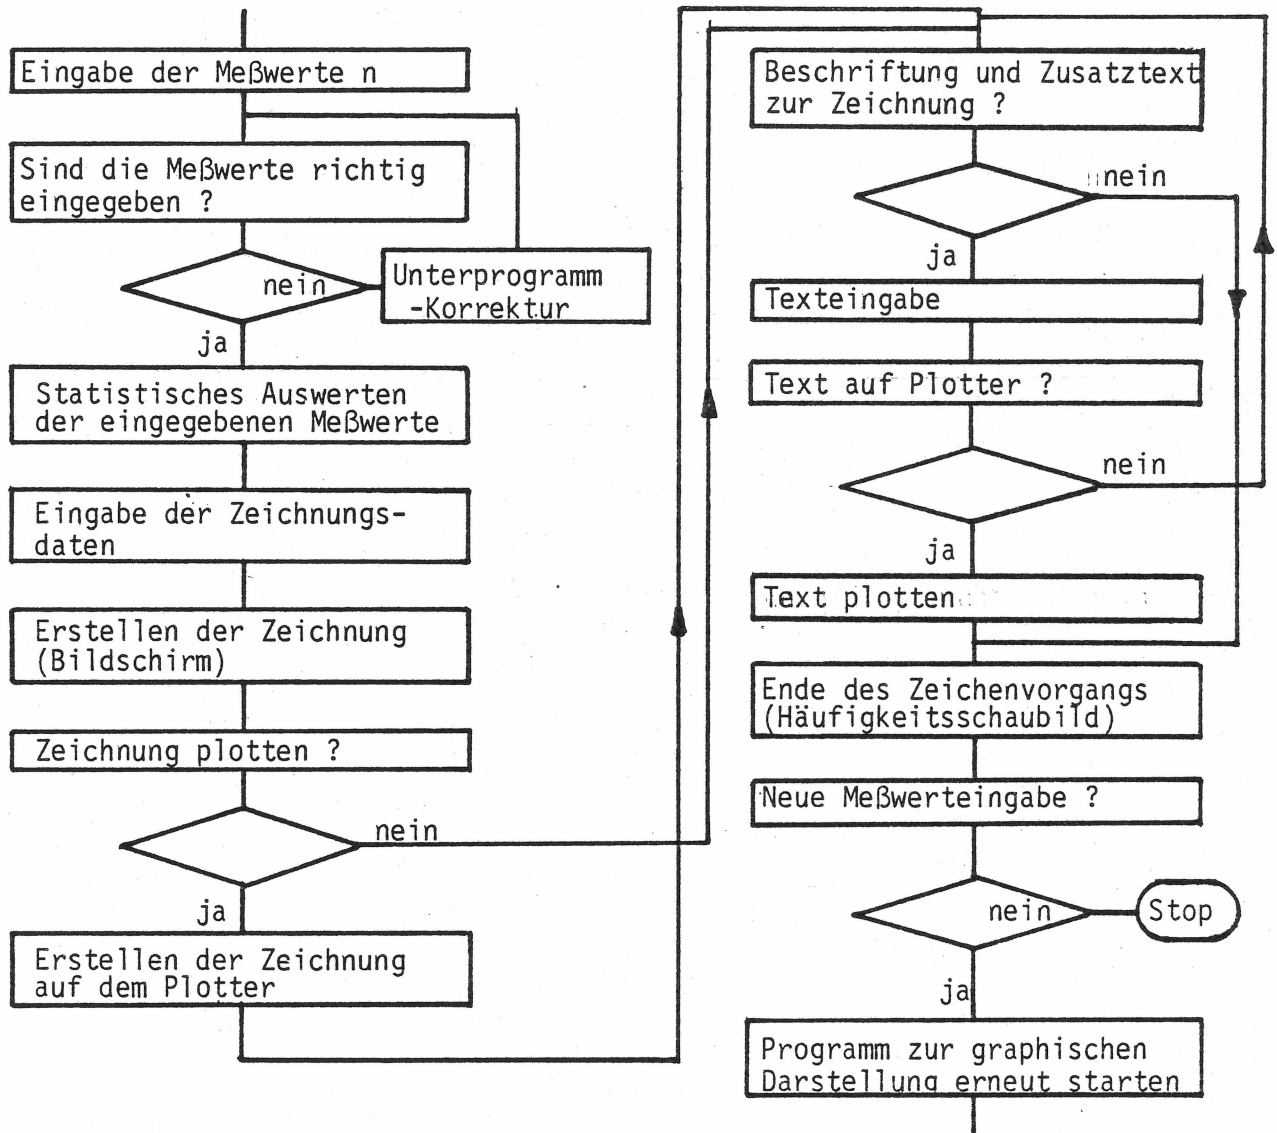 Eingabe der Meßwerte n
Sind die Meßwerte richtig
eingegeben ?
nein
Unterprogramm
-Korrektur
ja
Statistisches Auswerten
der eingegebenen Meßwerte
Eingabe der Zeichnungs-
daten
Erstellen der Zeichnung
(Bildschirm)
Zeichnung plotten ?
nein
ja
Erstellen der Zeichnung
auf dem Plotter
Beschriftung und Zusatztext
zur Zeichnung ?
nein
ja
Texteingabe
Text auf Plotter ?
nein
ja
Text plotten
Ende des Zeichenvorgangs
(Häufigkeitsschaubild)
Neue Meßwerteingabe ?
nein
Stop
ja
Programm zur graphischen
Darstellung erneut starten